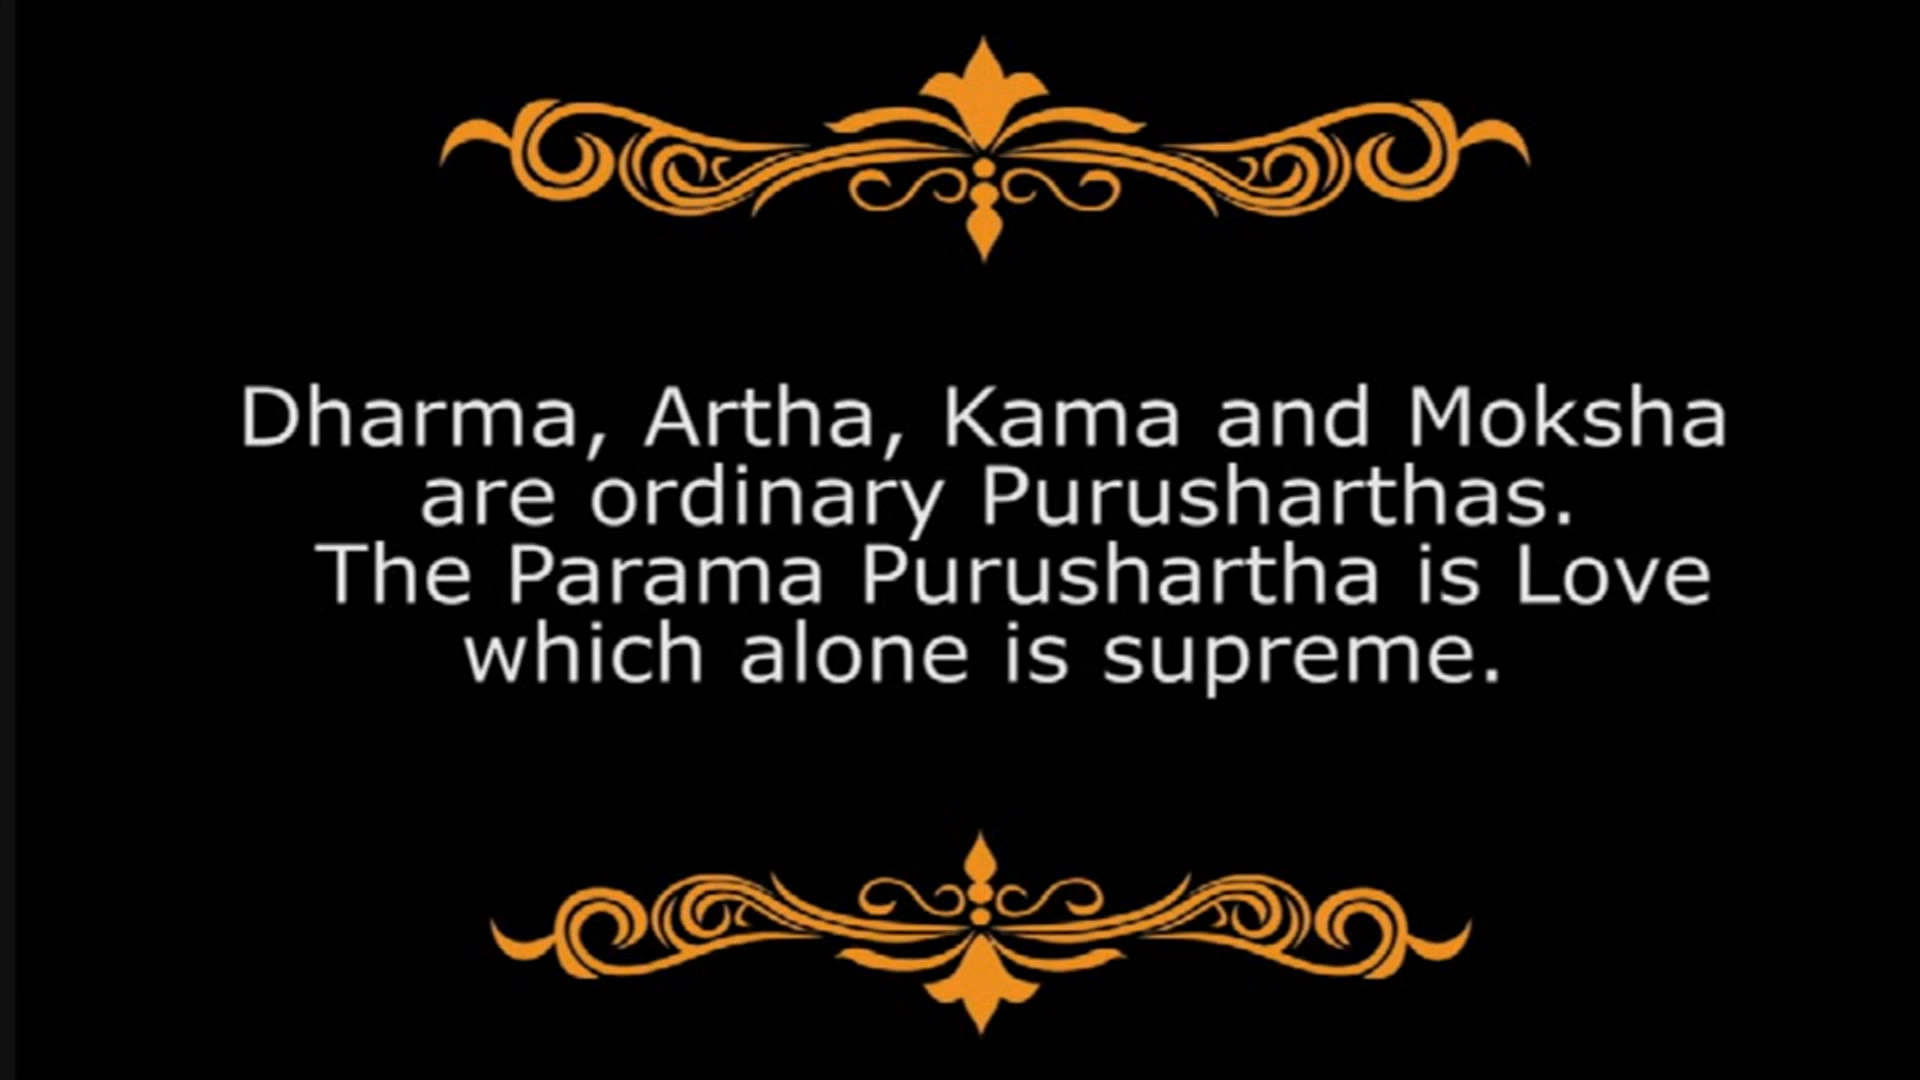 Dharma, Artha, Kama and Moksha
are ordinary Purusharthas.
The Parama Purushartha is Love
which alone is supreme.